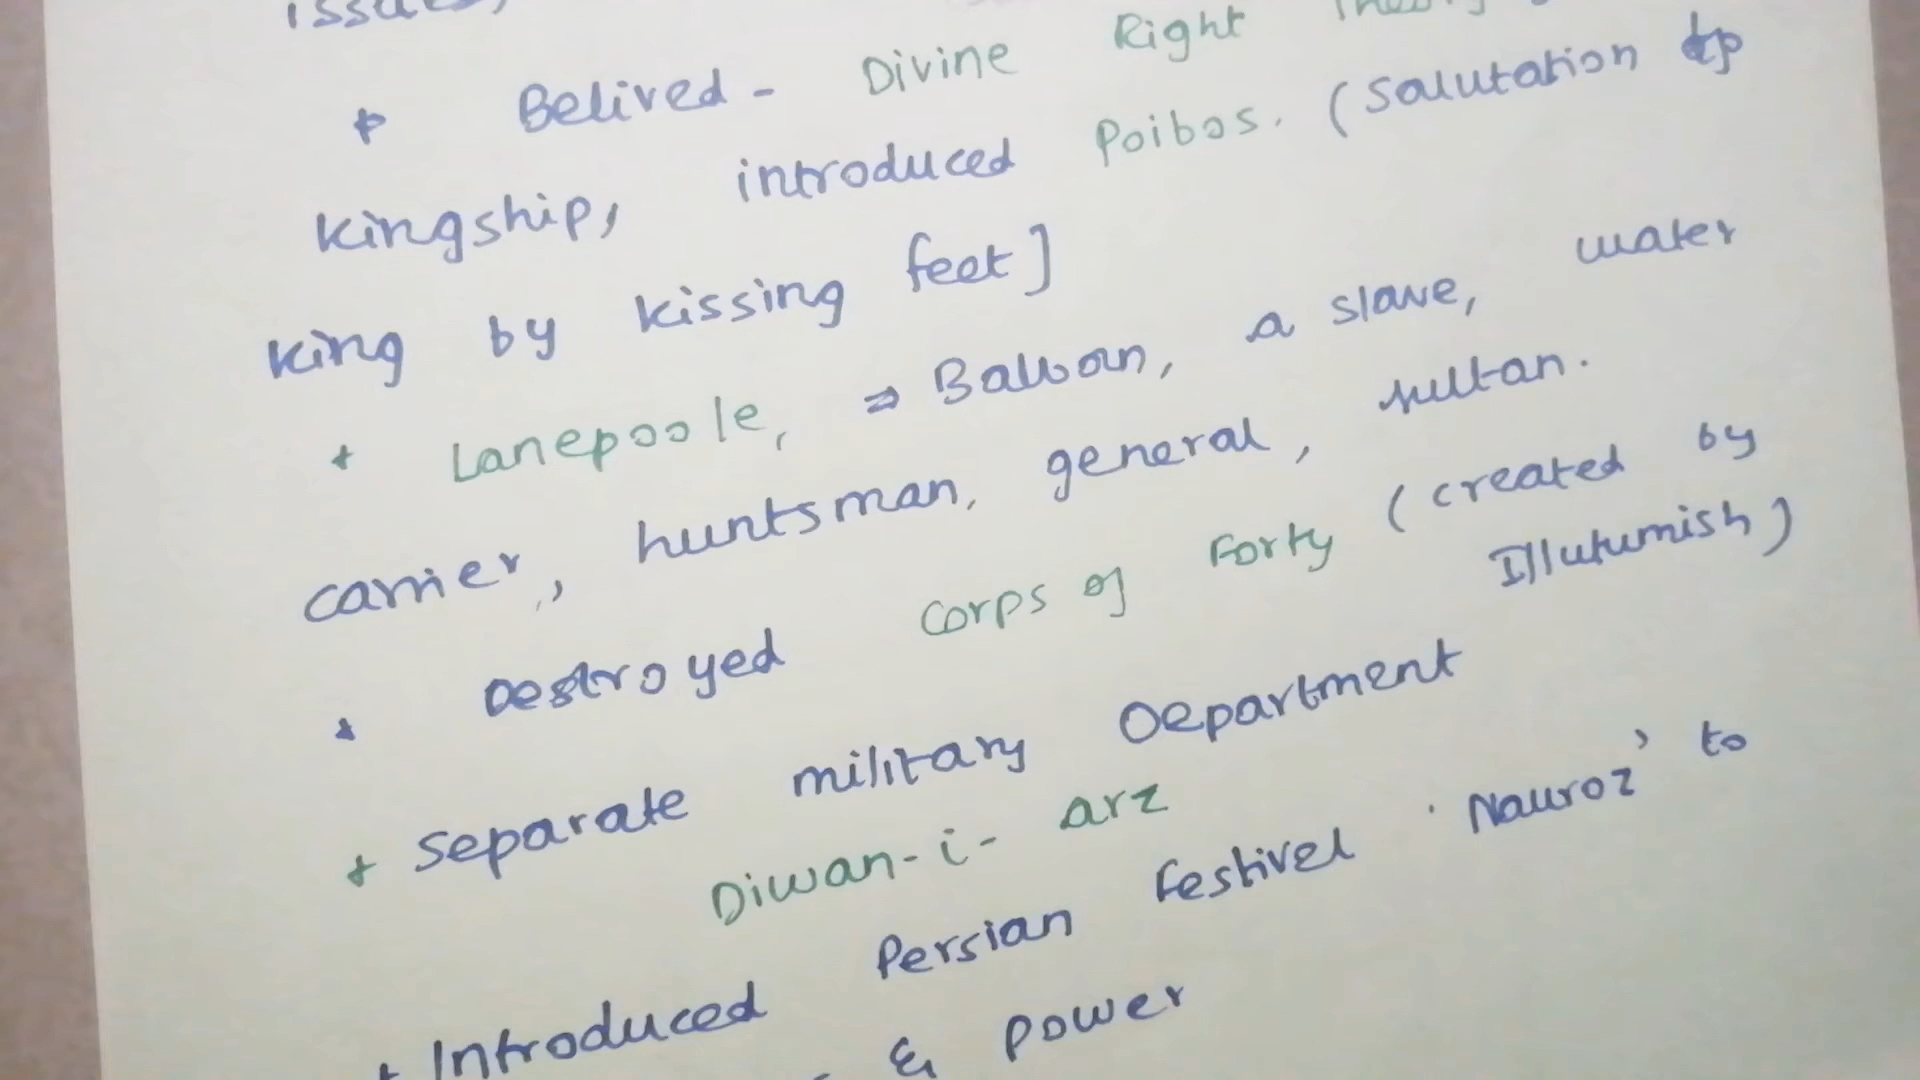 * Belived - Divine Right
kingship, introduced Poibos. (Salutation to
king by kissing feet]
* Lanepoole, ⇒ Balban, a slave, water
carrier, huntsman, general, sultan.
* Destroyed Corps of Forty (created by
Illutumish)
* Separate military Department
Diwan-i- arz
* Introduced Persian Festivel 'Nauroz' to
& power